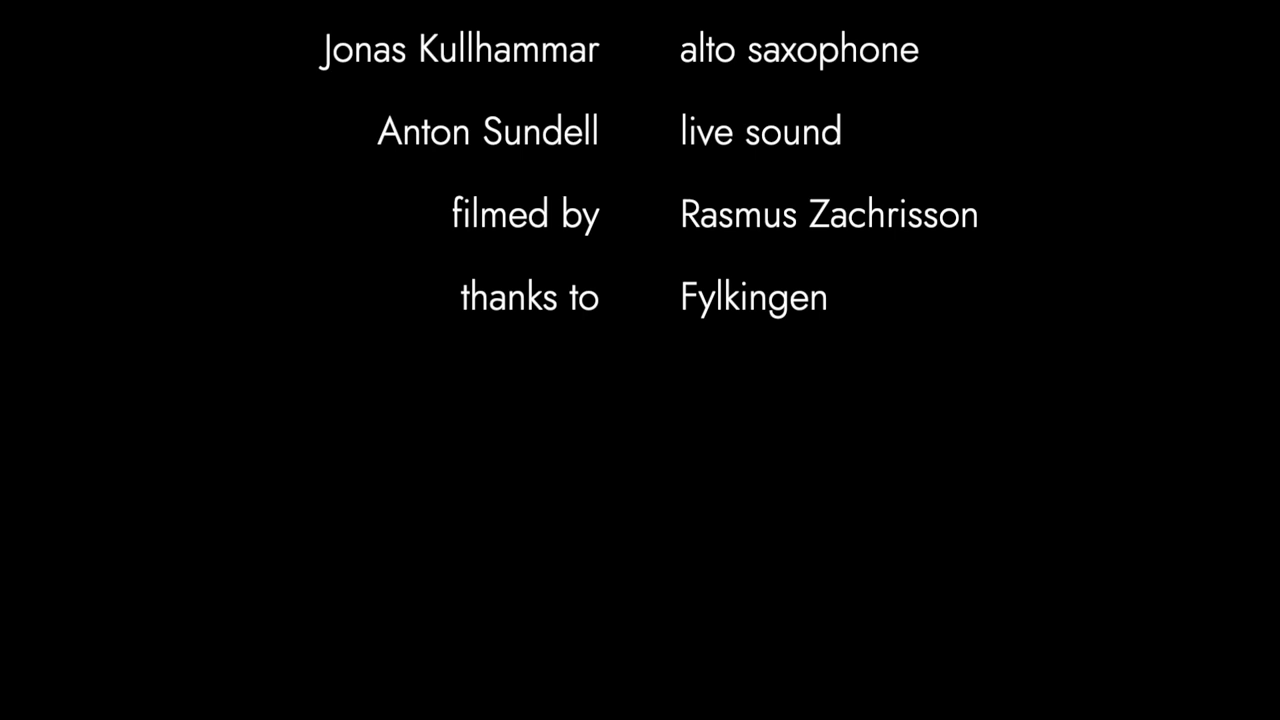 Jonas Kullhammar alto saxophone
Anton Sundell live sound
filmed by Rasmus Zachrisson
thanks to Fylkingen